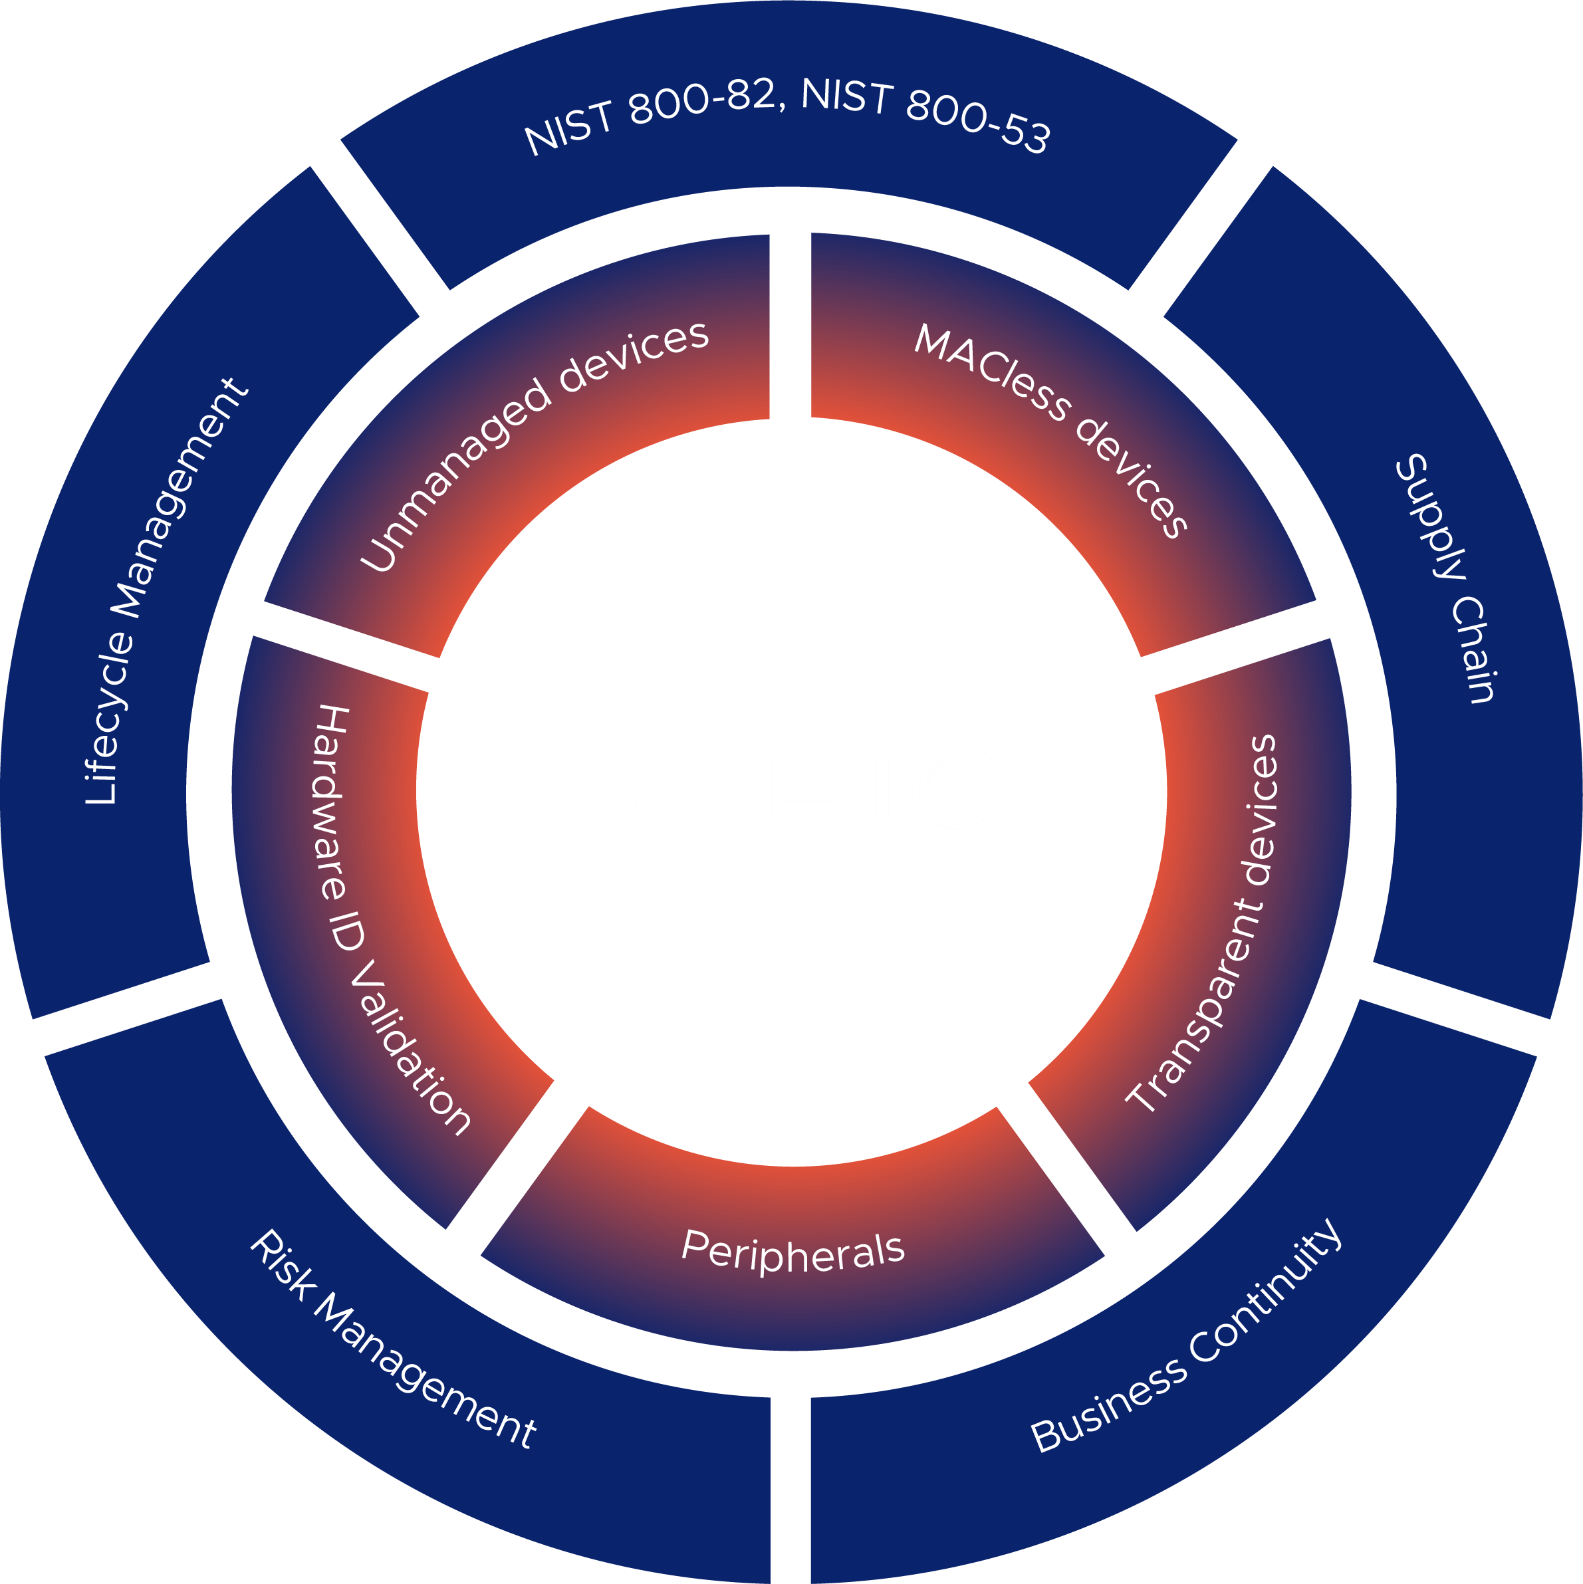 NIST 800-82, NIST 800-53
Supply Chain
Business Continuity
Risk Management
Lifecycle Management
Unmanaged devices
MACless devices
Transparent devices
Peripherals
Hardware ID Validation